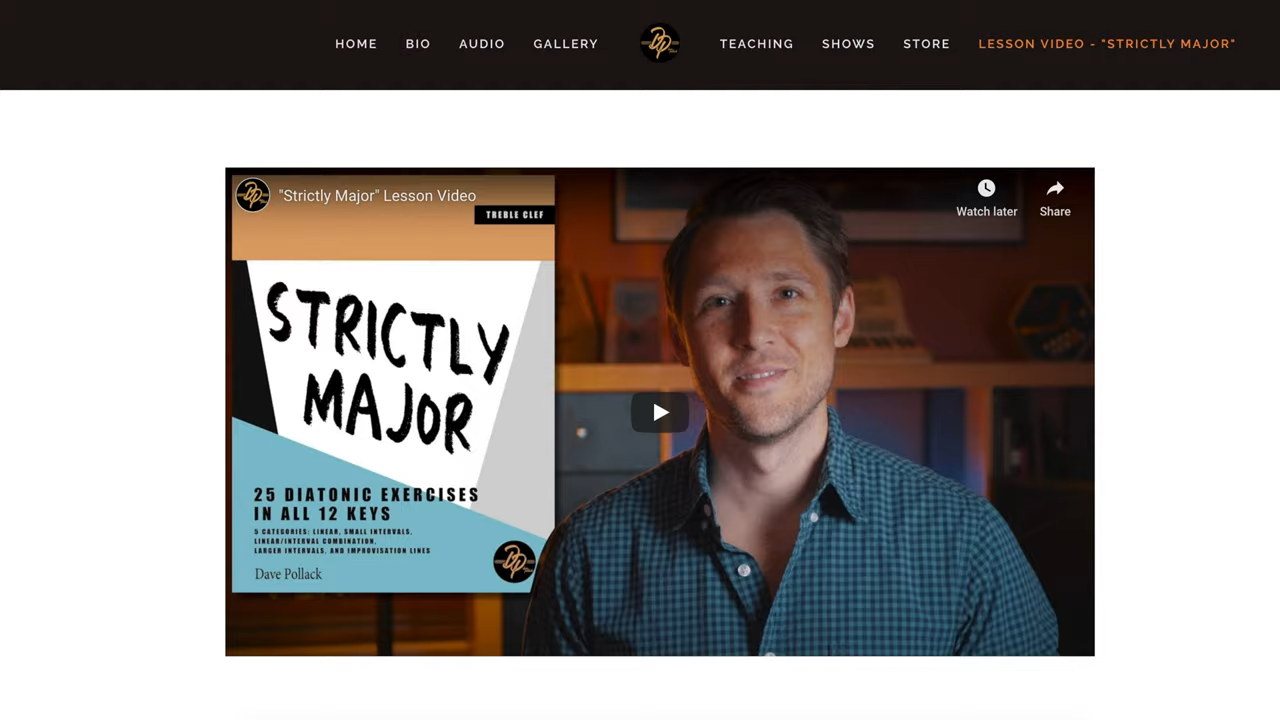 HOME BIO AUDIO GALLERY TEACHING SHOWS STORE LESSON VIDEO - "STRICTLY MAJOR"
"Strictly Major" Lesson Video
Watch later Share
TREBLE CLEF
STRICTLY
MAJOR
25 DIATONIC EXERCISES
IN ALL 12 KEYS
5 CATEGORIES: LINEAR, SMALL INTERVALS,
LINEAR/INTERVAL COMBINATION,
LARGER INTERVALS, AND IMPROVISATION LINES
Dave Pollack